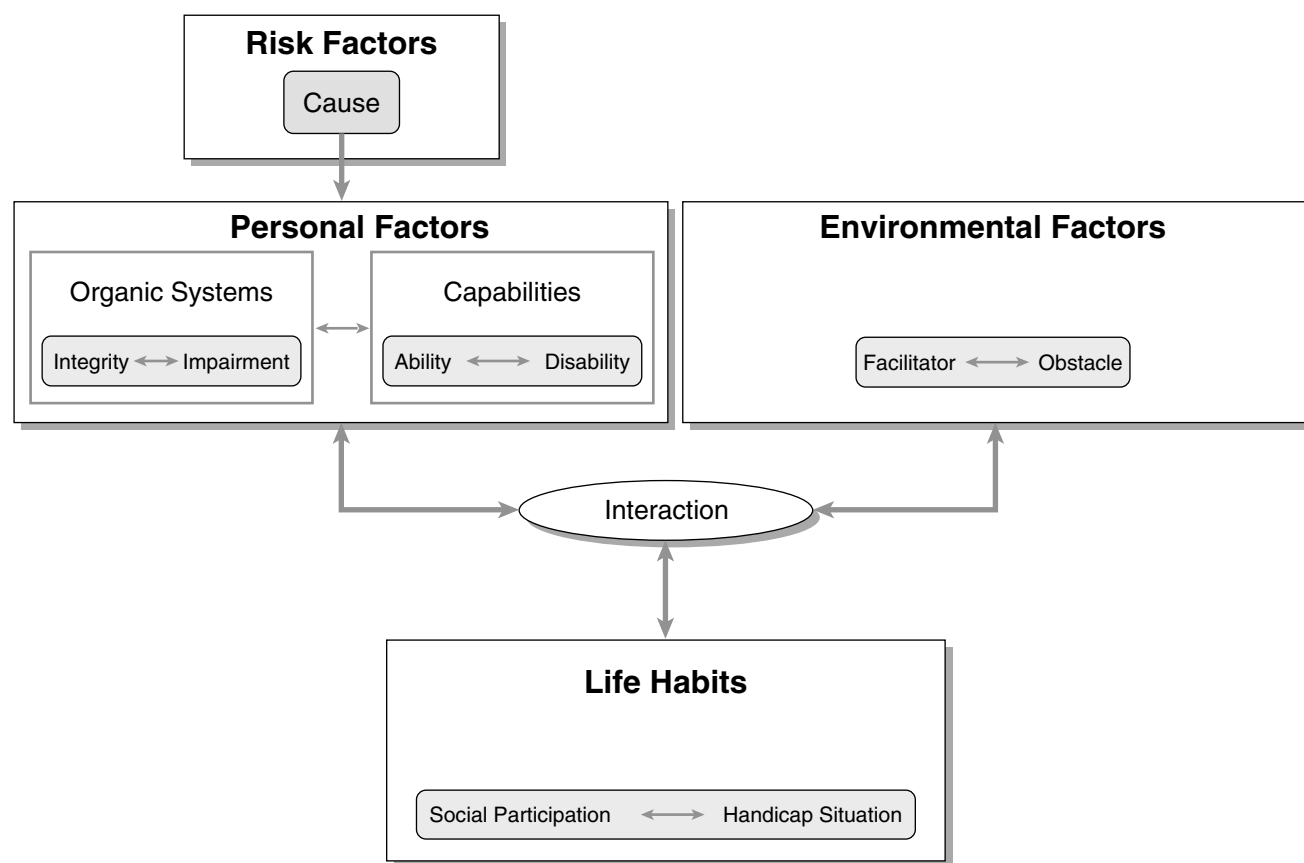 Risk Factors
Cause
Personal Factors
Organic Systems
Integrity Impairment
Capabilities
Ability Disability
Environmental Factors
Facilitator Obstacle
Interaction
Life Habits
Social Participation Handicap Situation